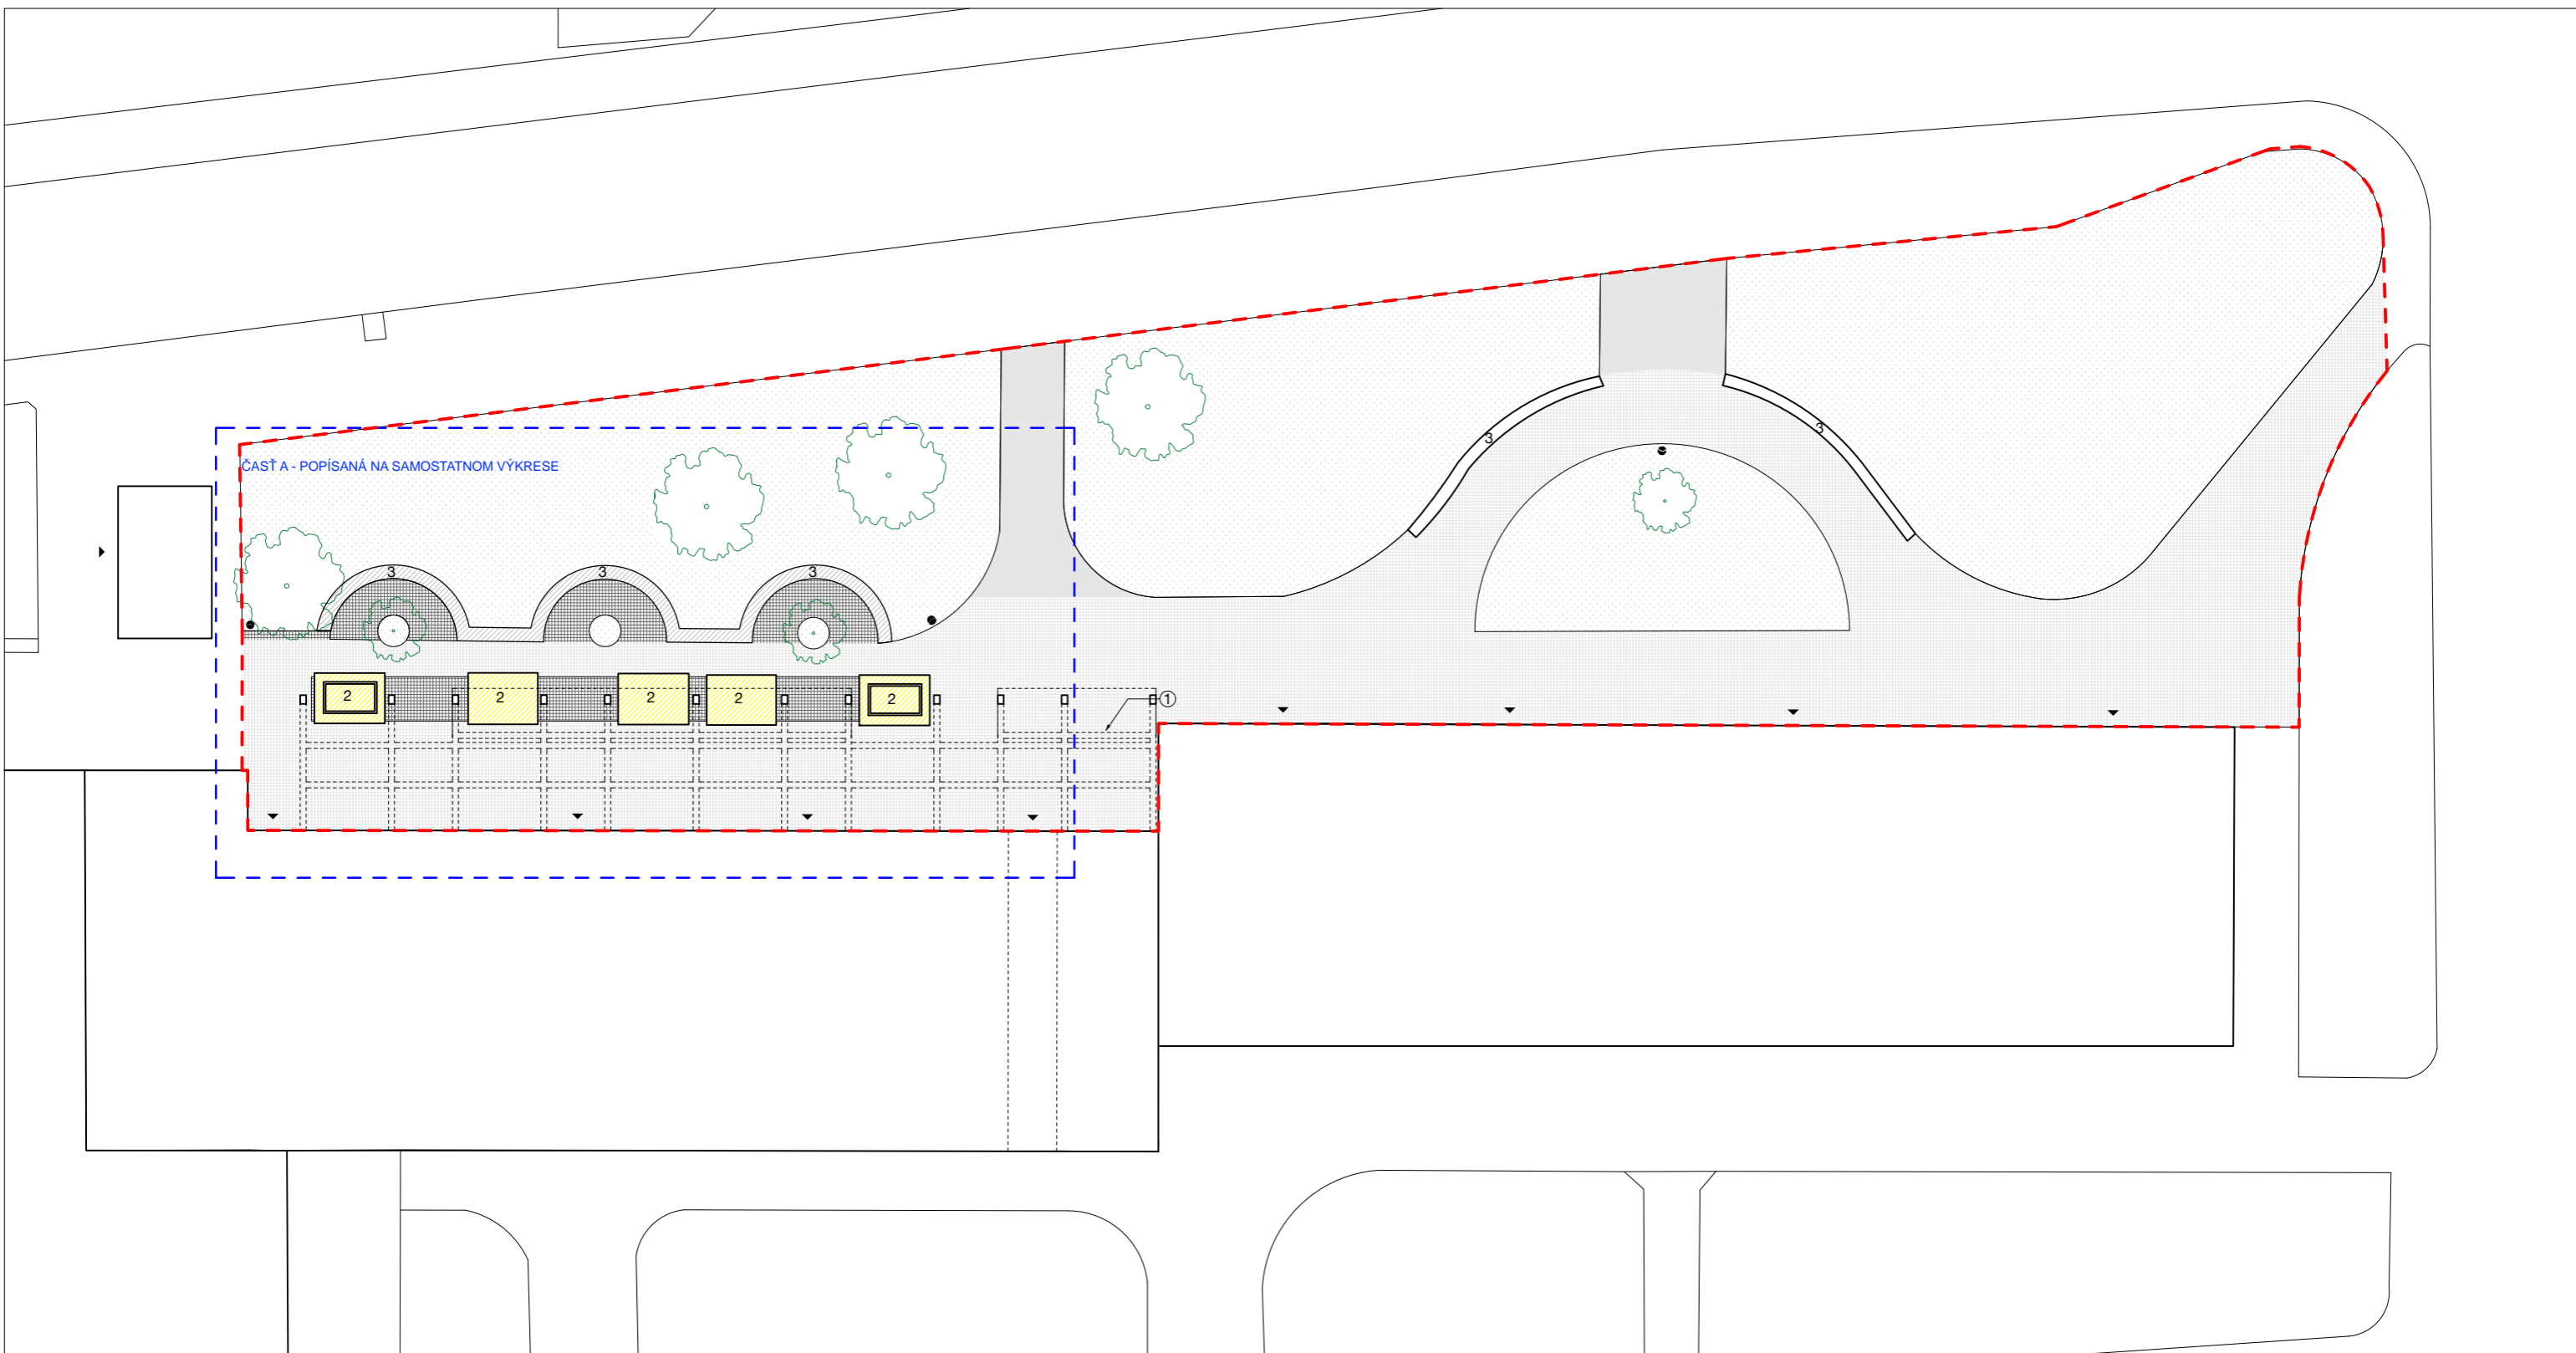 ČASŤ A - POPÍSANÁ NA SAMOSTATNOM VÝKRESE
3 3
3 3 3
2 2 2 2 2
1